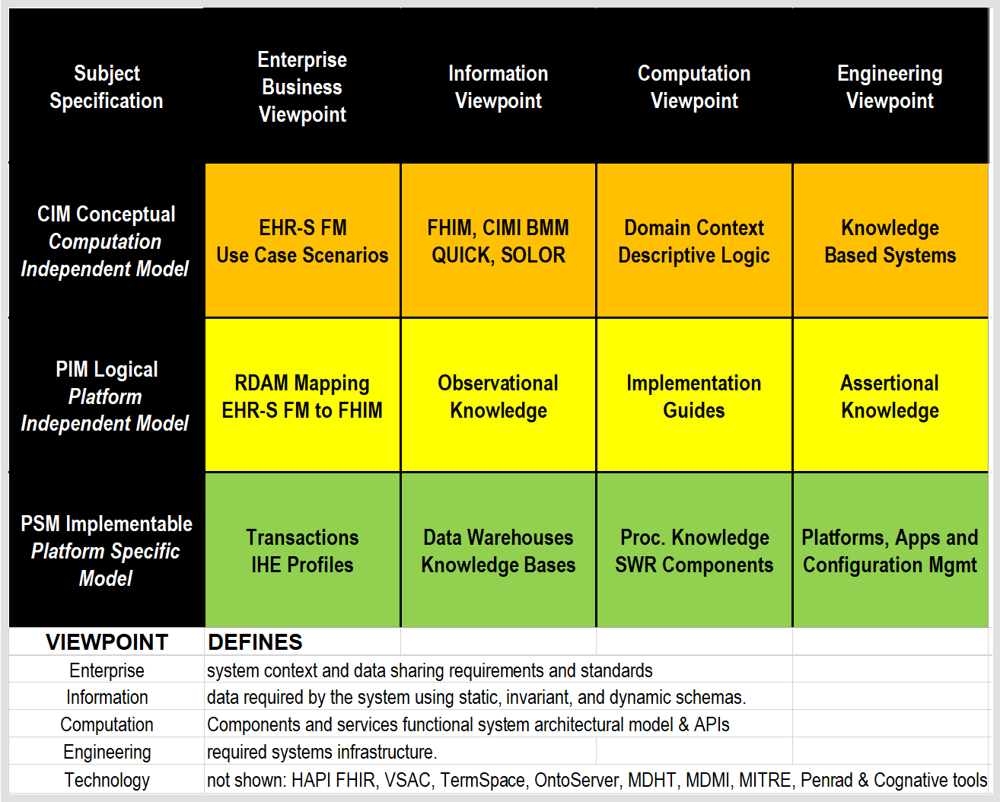 Subject
Specification
Enterprise
Business
Viewpoint
Information
Viewpoint
Computation
Viewpoint
Engineering
Viewpoint
CIM Conceptual
Computation
Independent Model
EHR-S FM
Use Case Scenarios
FHIM, CIMI BMM
QUICK, SOLOR
Domain Context
Descriptive Logic
Knowledge
Based Systems
PIM Logical
Platform
Independent Model
RDAM Mapping
EHR-S FM to FHIM
Observational
Knowledge
Implementation
Guides
Assertional
Knowledge
PSM Implementable
Platform Specific
Model
Transactions
IHE Profiles
Data Warehouses
Knowledge Bases
Proc. Knowledge
SWR Components
Platforms, Apps and
Configuration Mgmt
VIEWPOINT DEFINES
Enterprise system context and data sharing requirements and standards
Information data required by the system using static, invariant, and dynamic schemas.
Computation Components and services functional system architectural model & APIs
Engineering required systems infrastructure.
Technology not shown: HAPI FHIR, VSAC, TermSpace, OntoServer, MDHT, MDMI, MITRE, Penrad & Cognative tools